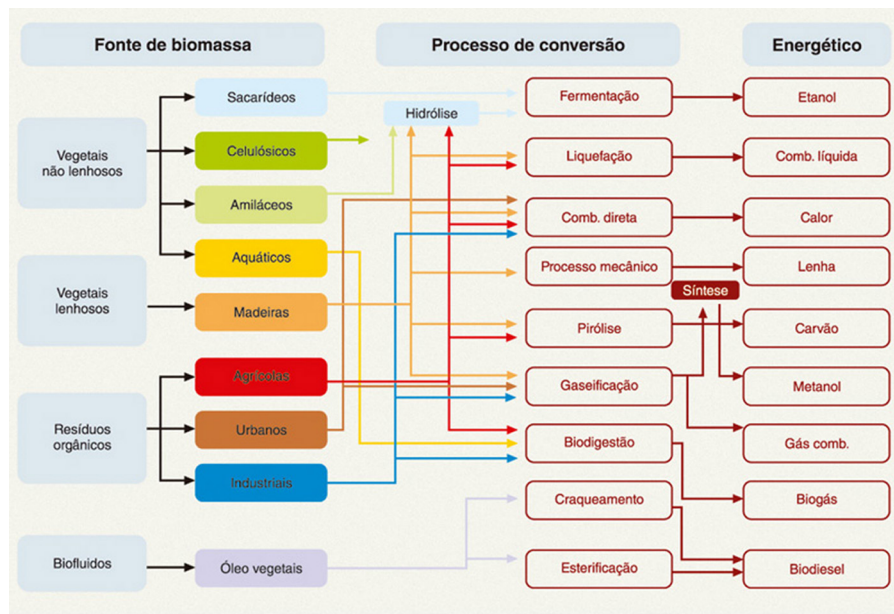 Fonte de biomassa
Processo de conversão
Energético
Vegetais
não lenhosos
Sacarídeos
Celulósicos
Amiláceos
Aquáticos
Vegetais
lenhosos
Madeiras
Resíduos
orgânicos
Agrícolas
Urbanos
Industriais
Biofluidos
Óleo vegetais
Hidrólise
Fermentação
Liquefação
Comb. direta
Processo mecânico
Síntese
Pirólise
Gaseificação
Biodigestão
Craqueamento
Esterificação
Etanol
Comb. líquida
Calor
Lenha
Carvão
Metanol
Gás comb.
Biogás
Biodiesel